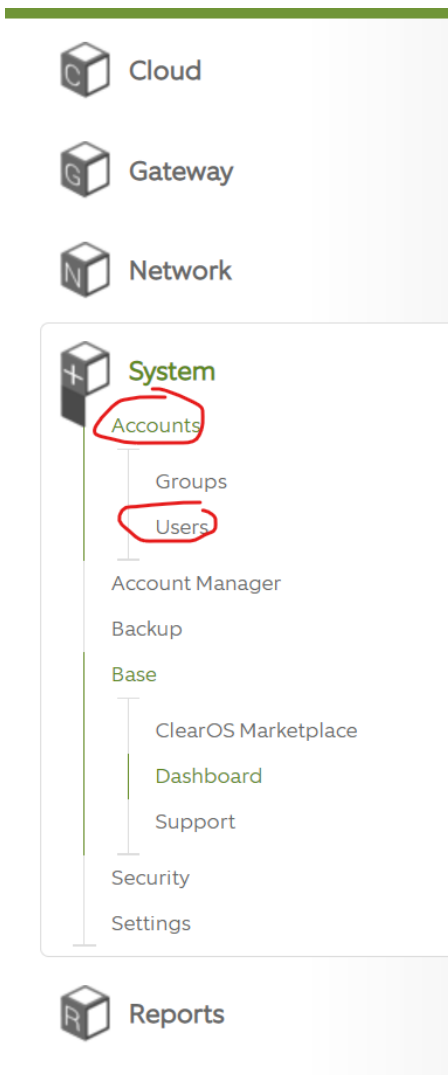 C Cloud
G Gateway
N Network
+ System
Accounts
Groups
Users
Account Manager
Backup
Base
ClearOS Marketplace
Dashboard
Support
Security
Settings
R Reports